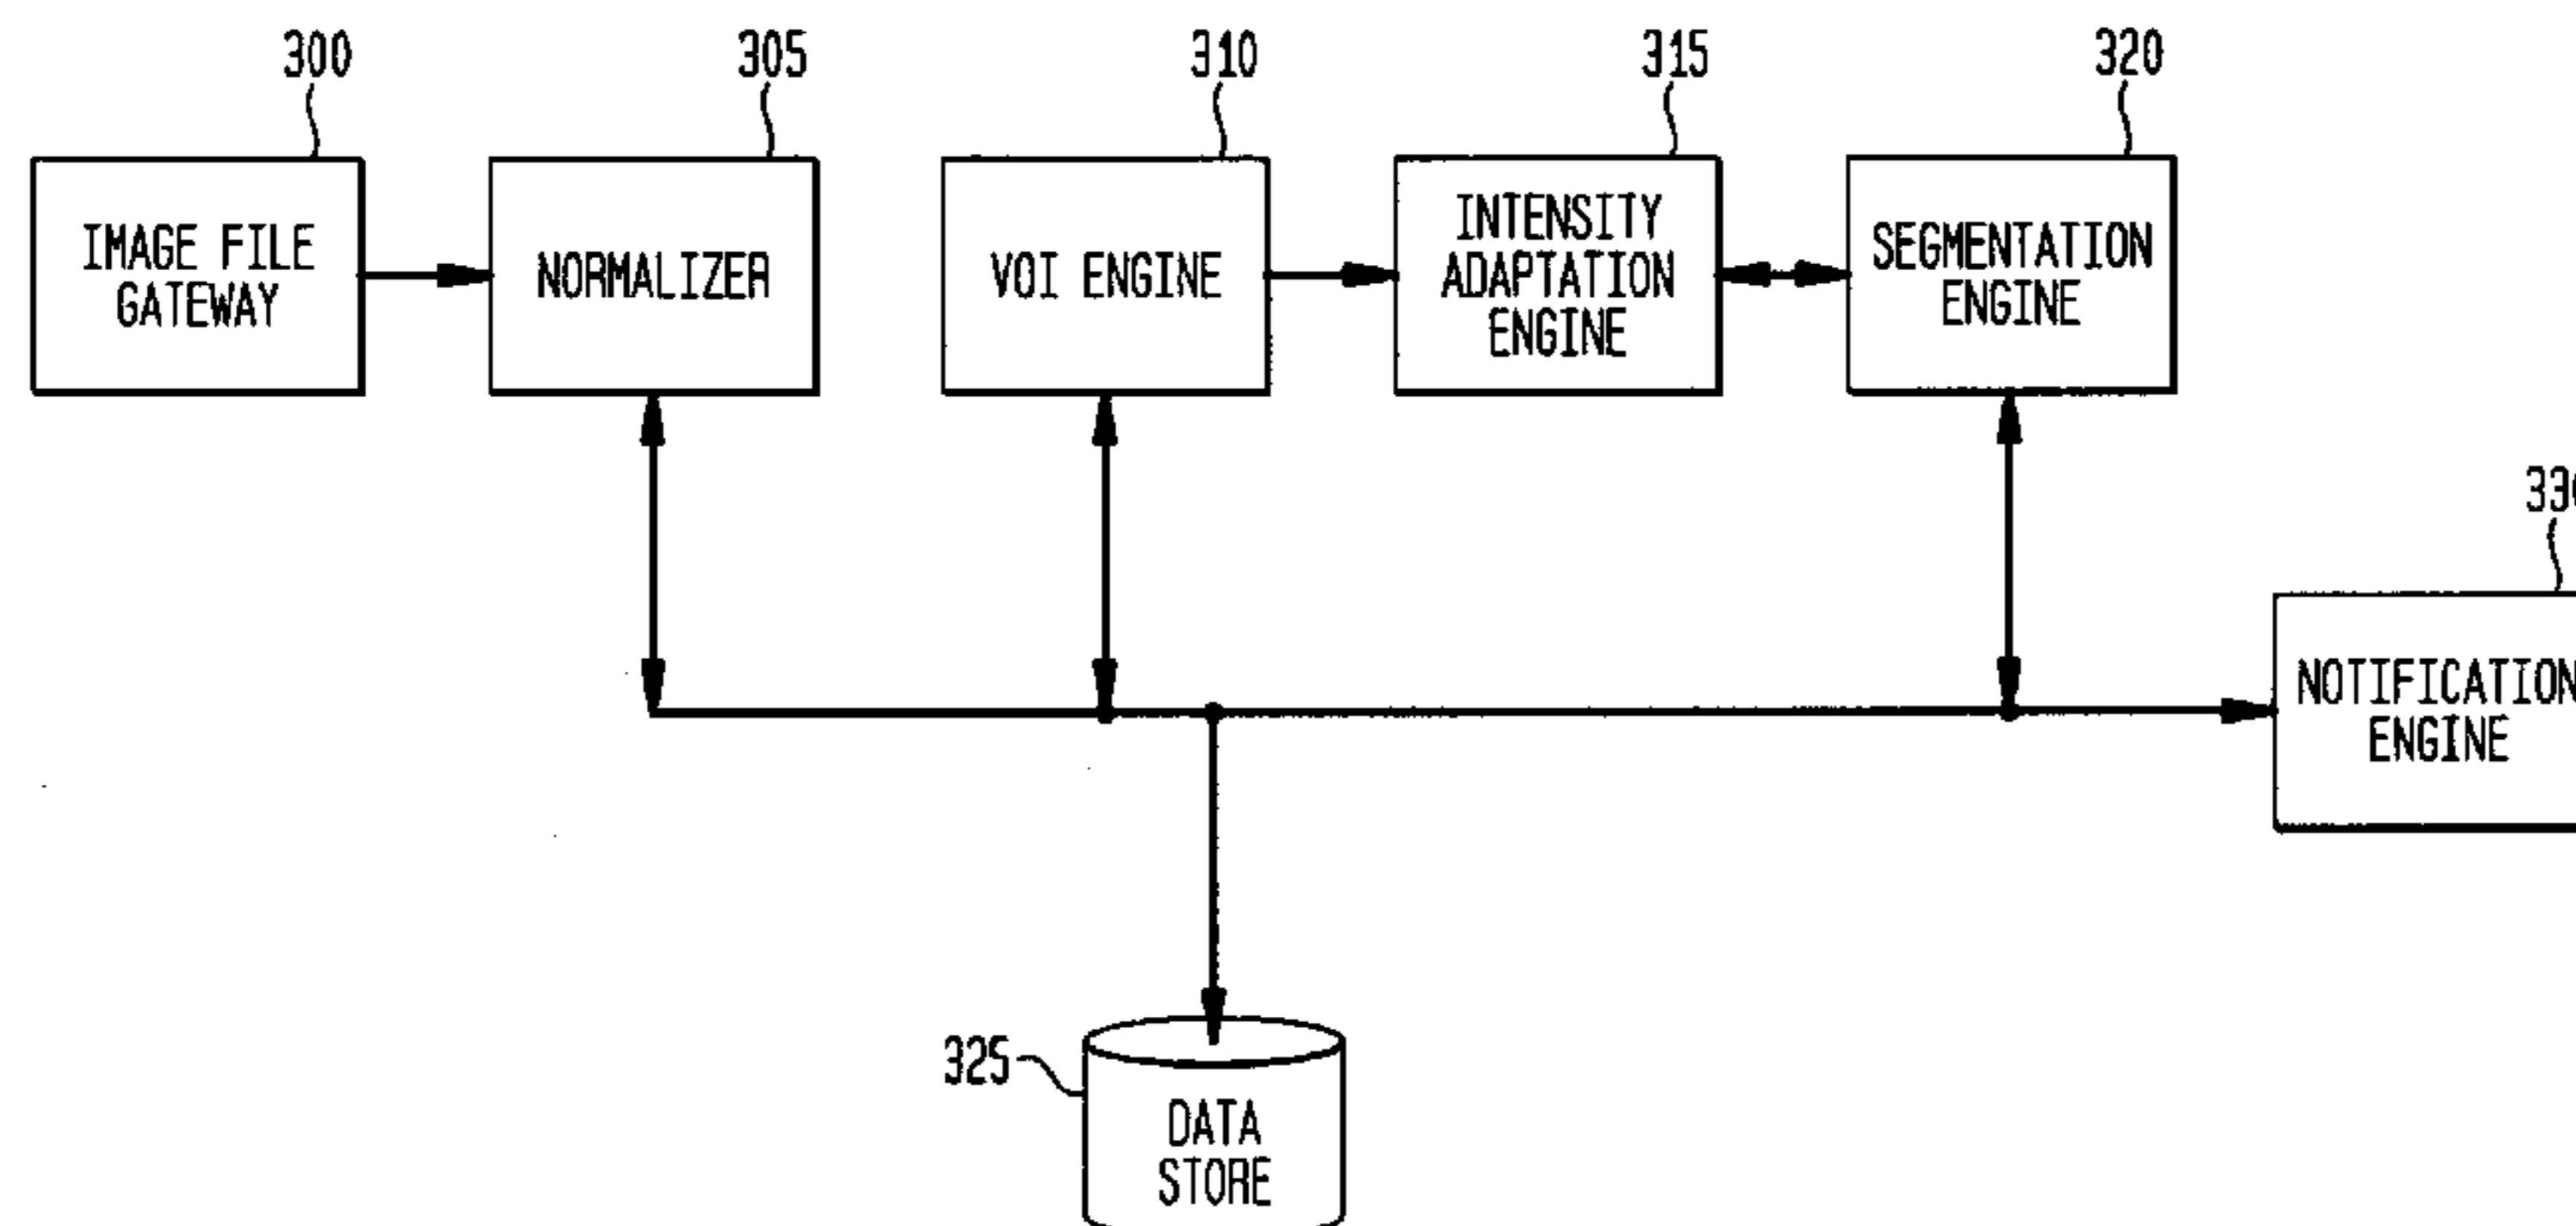 300
305
310
315
320
IMAGE FILE
GATEWAY
NORMALIZER
VOI ENGINE
INTENSITY
ADAPTATION
ENGINE
SEGMENTATION
ENGINE
NOTIFICATION
ENGINE
325
DATA
STORE